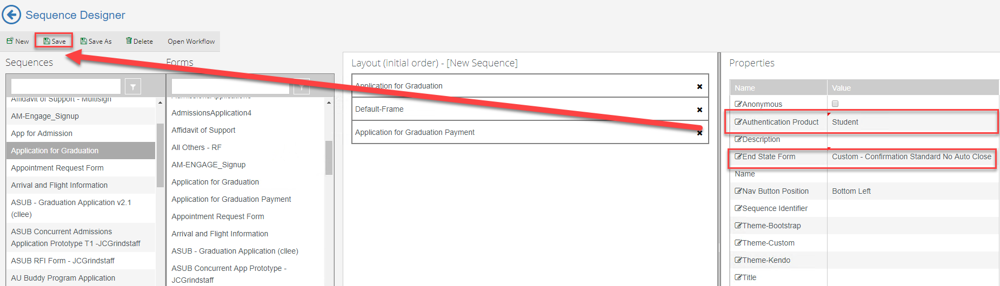 Sequence Designer
New
Save
Save As
Delete
Open Workflow
Sequences
Affidavit of Support - Multisign
AM-Engage_Signup
App for Admission
Application for Graduation
Appointment Request Form
Arrival and Flight Information
ASUB - Graduation Application v2.1
(cllee)
ASUB Concurrent Admissions
Application Prototype T1 -JCGrindstaff
ASUB RFI Form - JCGrindstaff
AU Buddy Program Application
Forms
AdmissionsApplication4
Affidavit of Support
All Others - RF
AM-ENGAGE_Signup
Application for Graduation
Application for Graduation Payment
Appointment Request Form
Arrival and Flight Information
ASUB - Graduation Application (cllee)
ASUB Concurrent App Prototype -
JCGrindstaff
Layout (initial order) - [New Sequence]
Application for Graduation
Default-Frame
Application for Graduation Payment
Properties
Name Value
Anonymous
Authentication Product Student
Description
End State Form Custom - Confirmation Standard No Auto Close
Name
Nav Button Position Bottom Left
Sequence Identifier
Theme-Bootstrap
Theme-Custom
Theme-Kendo
Title